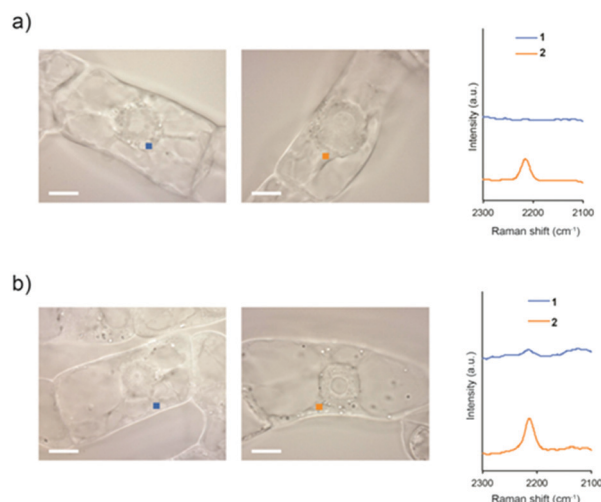 a)
1
2
Intensity (a.u.)
2300 2200 2100
Raman shift (cm⁻¹)
b)
1
2
Intensity (a.u.)
2300 2200 2100
Raman shift (cm⁻¹)